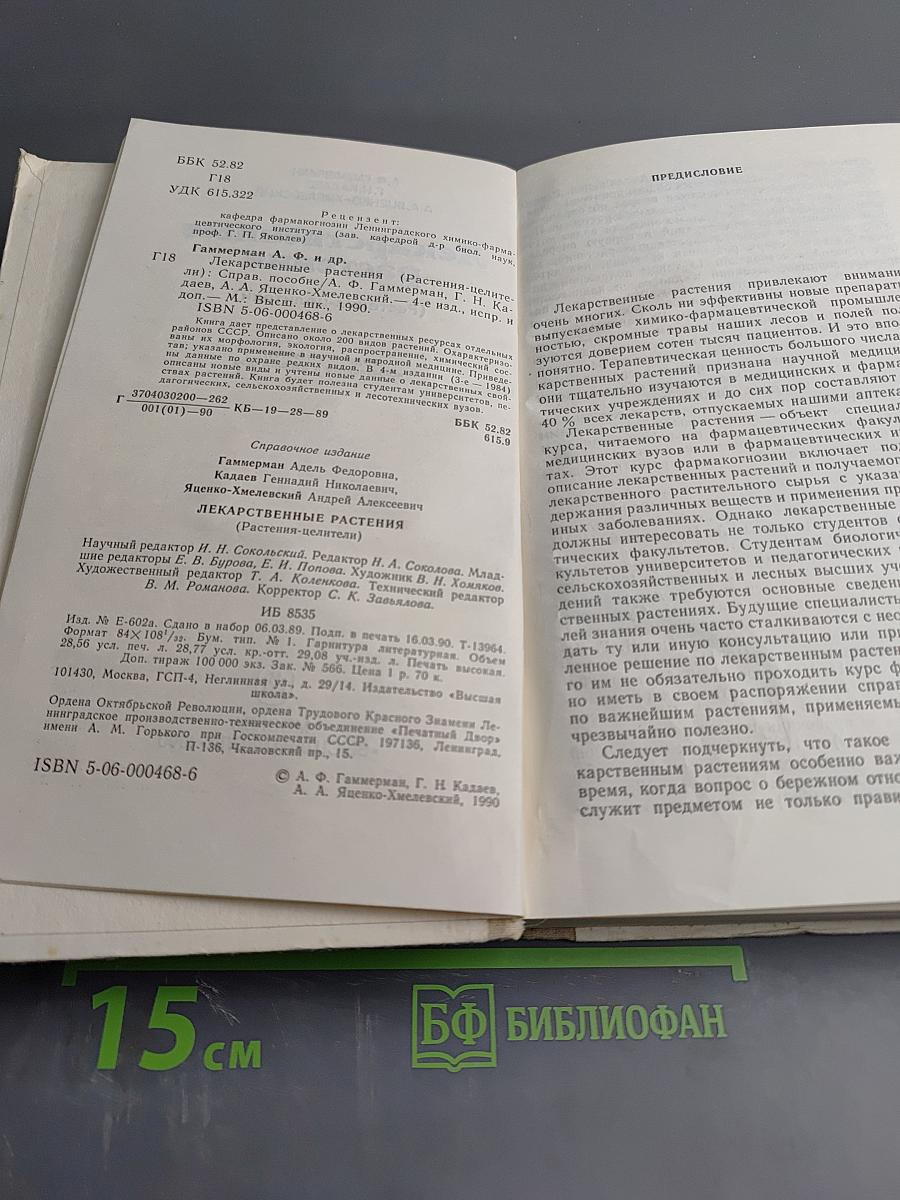 ББК 52.82
Г18
УДК 615.322
Рецензент:
кафедра фармакогнозии Ленинградского химико-фарма-
цевтического института (зав. кафедрой д-р биол. наук,
проф. Г. П. Яковлев)
Гаммерман А. Ф. и др.
Г18 Лекарственные растения (Растения-целите-
ли): Справ. пособие/А. Ф. Гаммерман, Г. Н. Ка-
даев, А. А. Яценко-Хмелевский.— 4-е изд., испр. и
доп.— М.: Высш. шк., 1990.
ISBN 5-06-000468-6
Книга дает представление о лекарственных ресурсах отдельных
районов СССР. Описано около 200 видов растений. Охарактеризо-
ваны их морфология, экология, распространение, химический сос-
тав; указано применение в научной и народной медицине. Приведе-
ны данные по охране редких видов. В 4-м издании (3-е — 1984)
описаны новые виды и учтены новые данные о лекарственных свой-
ствах растений. Книга будет полезна студентам университетов, пе-
дагогических, сельскохозяйственных и лесотехнических вузов.
Г 3704030200—262
001(01)—90 КБ—19—28—89
ББК 52.82
615.9
Справочное издание
Гаммерман Адель Федоровна,
Кадаев Геннадий Николаевич,
Яценко-Хмелевский Андрей Алексеевич
ЛЕКАРСТВЕННЫЕ РАСТЕНИЯ
(Растения-целители)
Научный редактор И. Н. Сокольский. Редактор Н. А. Соколова. Млад-
шие редакторы Е. В. Бурова, Е. И. Попова. Художник В. Н. Хомяков.
Художественный редактор Т. А. Коленкова. Технический редактор
В. М. Романова. Корректор С. К. Завьялова.
ИБ 8535
Изд. № Е-602а. Сдано в набор 06.03.89. Подп. в печать 16.03.90. Т-13964.
Формат 84×108¹/₃₂. Бум. тип. № 1. Гарнитура литературная. Объем
28,56 усл. печ. л. 28,77 усл. кр.-отт. 29,08 уч.-изд. л. Печать высокая.
Доп. тираж 100 000 экз. Зак. № 566. Цена 1 р. 70 к.
101430, Москва, ГСП-4, Неглинная ул., д. 29/14. Издательство «Высшая
школа».
Ордена Октябрьской Революции, ордена Трудового Красного Знамени Ле-
нинградское производственно-техническое объединение «Печатный Двор»
имени А. М. Горького при Госкомпечати СССР. 197136, Ленинград,
П-136, Чкаловский пр., 15.
ISBN 5-06-000468-6
© А. Ф. Гаммерман, Г. Н. Кадаев,
А. А. Яценко-Хмелевский, 1990
ПРЕДИСЛОВИЕ
Лекарственные растения привлекают внимани
очень многих. Сколь ни эффективны новые препарат
выпускаемые химико-фармацевтической промышле
ностью, скромные травы наших лесов и полей пол
зуются доверием сотен тысяч пациентов. И это впо
понятно. Терапевтическая ценность большого числа
карственных растений признана научной медици
они тщательно изучаются в медицинских и фарма
тических учреждениях и до сих пор составляют
40 % всех лекарств, отпускаемых нашими аптека
Лекарственные растения — объект специал
курса, читаемого на фармацевтических факул
медицинских вузов или в фармацевтических и
тах. Этот курс фармакогнозии включает по
описание лекарственных растений и получаемог
лекарственного растительного сырья с указа
держания различных веществ и применения пр
иных заболеваниях. Однако лекарственные
должны интересовать не только студентов 
тических факультетов. Студентам биологич
культетов университетов и педагогических
сельскохозяйственных и лесных высших уче
дений также требуются основные сведен
ственных растениях. Будущие специалисты
лей знания очень часто сталкиваются с нео
дать ту или иную консультацию или пр
ленное решение по лекарственным растен
го им не обязательно проходить курс ф
но иметь в своем распоряжении справ
по важнейшим растениям, применяемы
чрезвычайно полезно.
Следует подчеркнуть, что такое
карственным растениям особенно важ
время, когда вопрос о бережном отно
служит предметом не только прави
15 см
БФ БИБЛИОФАН